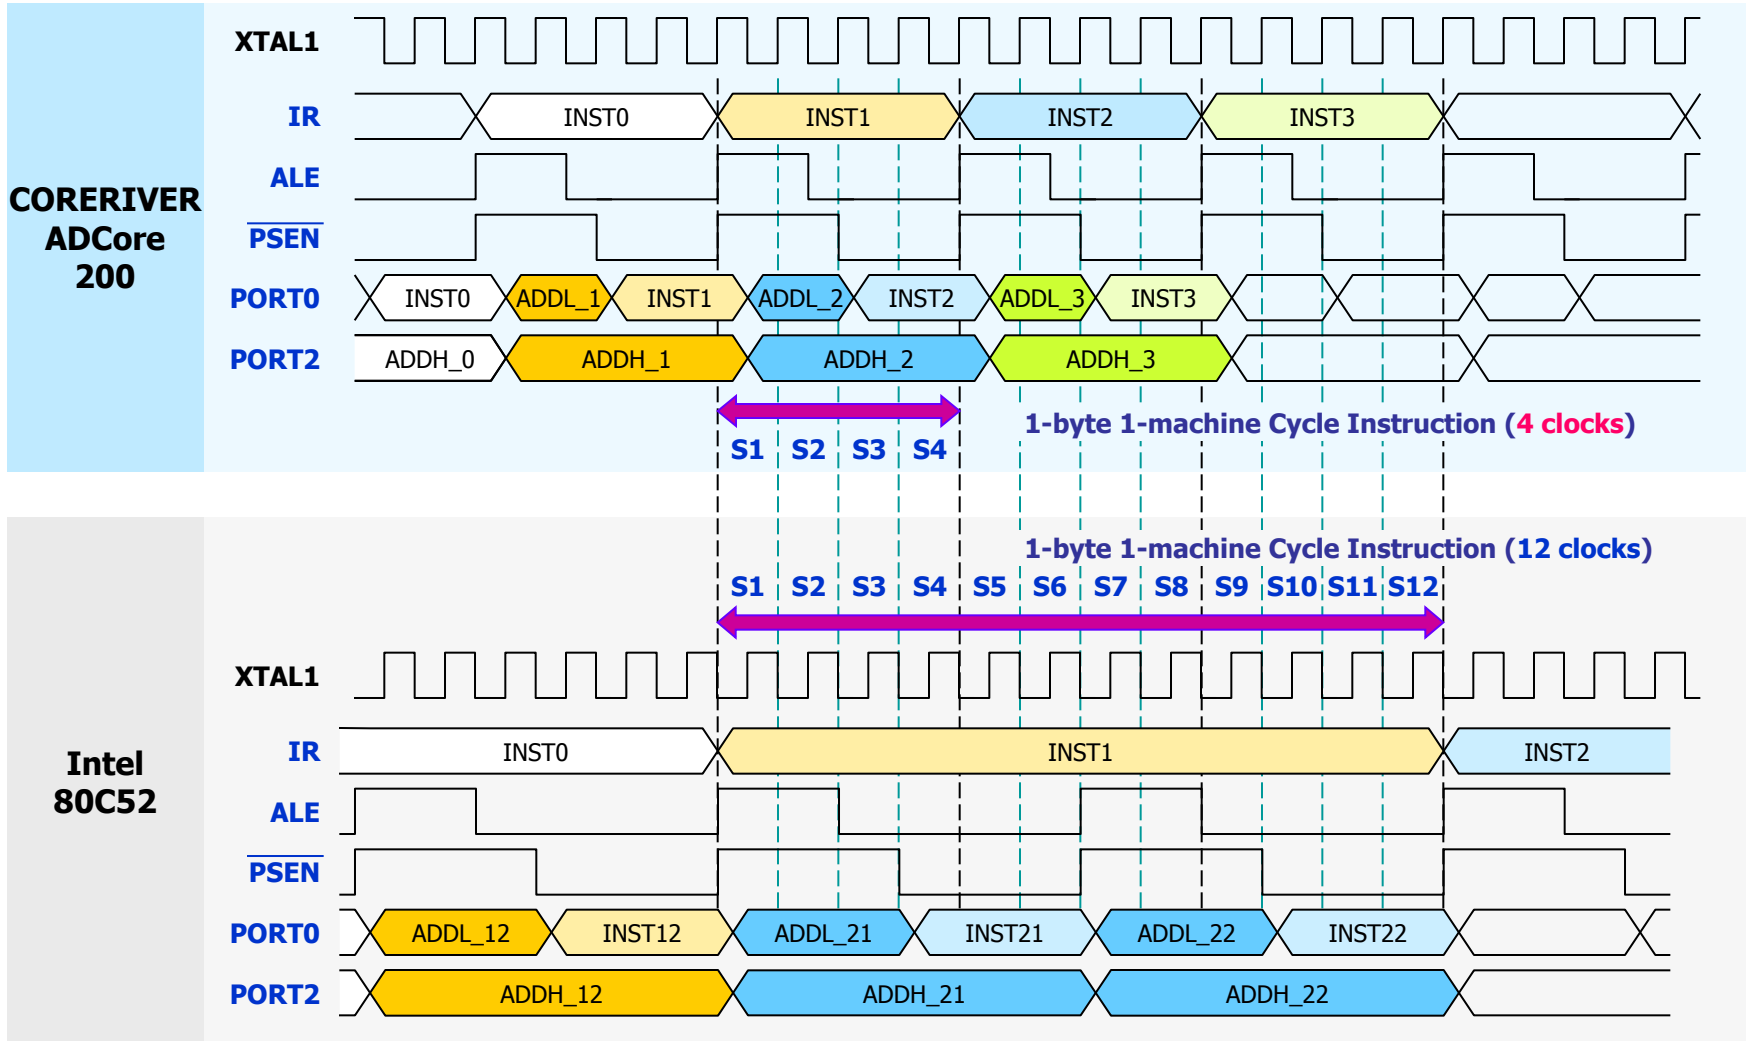 CORERIVER
ADCore
200
XTAL1
IR INST0 INST1 INST2 INST3
ALE
PSEN
PORT0 INST0 ADDL_1 INST1 ADDL_2 INST2 ADDL_3 INST3
PORT2 ADDH_0 ADDH_1 ADDH_2 ADDH_3
1-byte 1-machine Cycle Instruction (4 clocks)
S1 S2 S3 S4
Intel
80C52
1-byte 1-machine Cycle Instruction (12 clocks)
S1 S2 S3 S4 S5 S6 S7 S8 S9 S10 S11 S12
XTAL1
IR INST0 INST1 INST2
ALE
PSEN
PORT0 ADDL_12 INST12 ADDL_21 INST21 ADDL_22 INST22
PORT2 ADDH_12 ADDH_21 ADDH_22